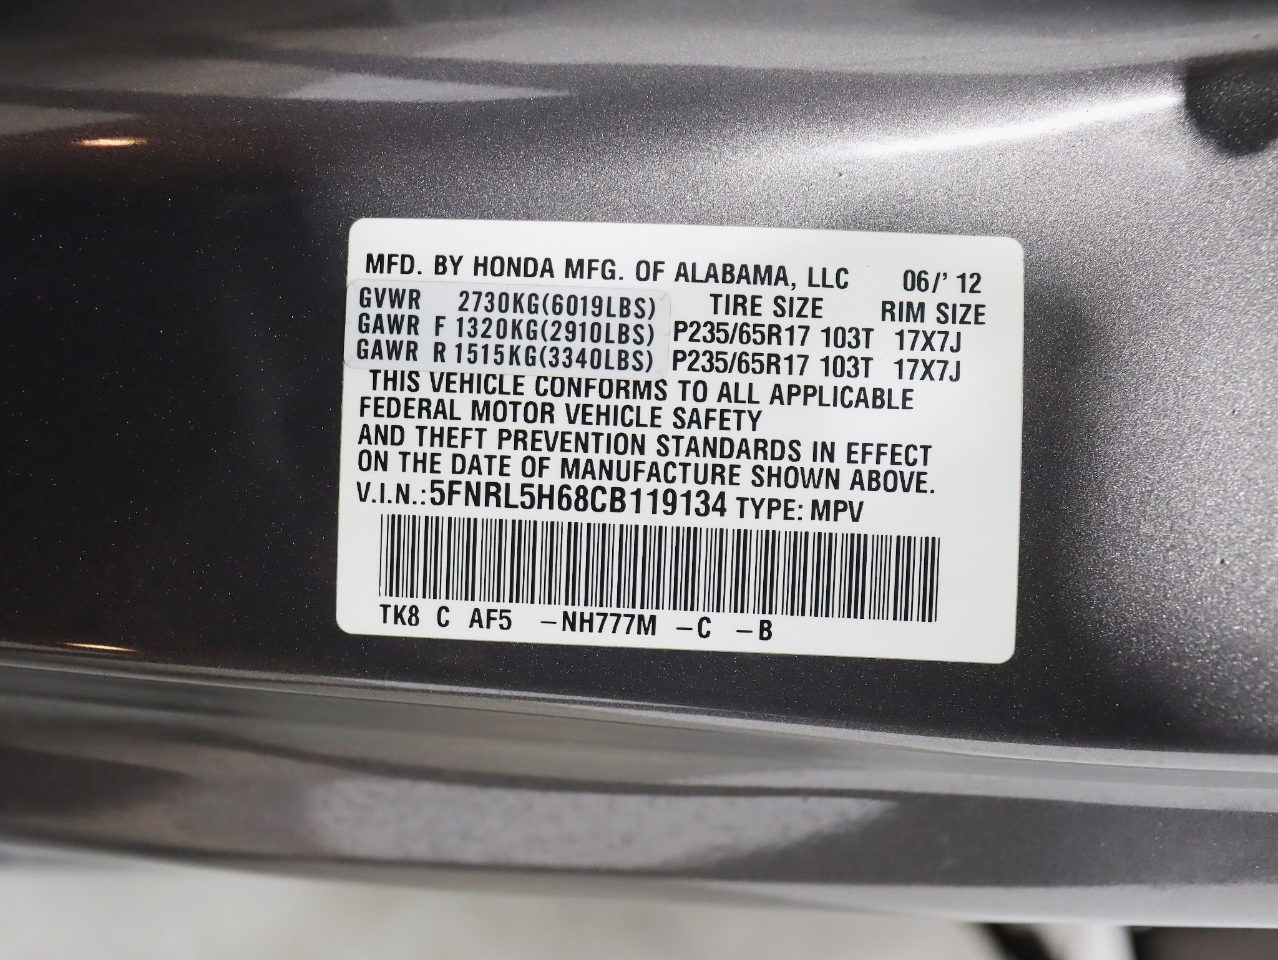 MFD. BY HONDA MFG. OF ALABAMA, LLC 06/' 12
GVWR 2730KG(6019LBS) TIRE SIZE RIM SIZE
GAWR F 1320KG(2910LBS) P235/65R17 103T 17X7J
GAWR R 1515KG(3340LBS) P235/65R17 103T 17X7J
THIS VEHICLE CONFORMS TO ALL APPLICABLE
FEDERAL MOTOR VEHICLE SAFETY
AND THEFT PREVENTION STANDARDS IN EFFECT
ON THE DATE OF MANUFACTURE SHOWN ABOVE.
V.I.N.:5FNRL5H68CB119134 TYPE: MPV
TK8 C AF5 –NH777M –C –B